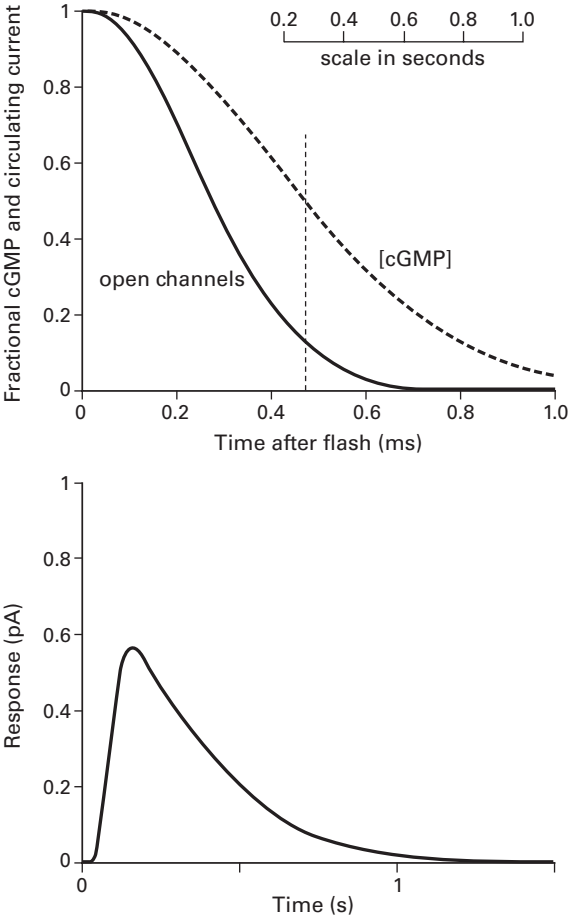 Fractional cGMP and circulating current
1
0.8
0.6
0.4
0.2
0
0.2 0.4 0.6 0.8 1.0
scale in seconds
[cGMP]
open channels
0 0.2 0.4 0.6 0.8 1.0
Time after flash (ms)
Response (pA)
1
0.8
0.6
0.4
0.2
0
0 1
Time (s)